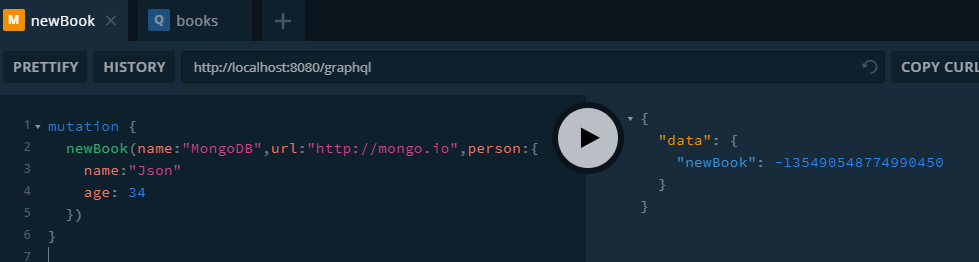 M newBook × Q books +
PRETTIFY HISTORY http://localhost:8080/graphql COPY CURL
1 mutation {
2 newBook(name:"MongoDB",url:"http://mongo.io",person:{
3 name:"Json"
4 age: 34
5 })
6 }
7
{
"data": {
"newBook": -135490548774990450
}
}